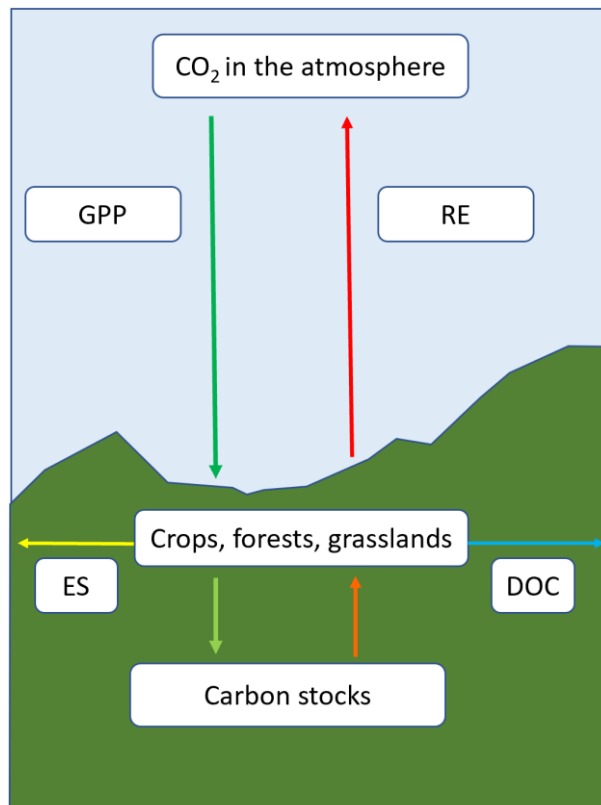 CO₂ in the atmosphere
GPP
RE
Crops, forests, grasslands
ES
DOC
Carbon stocks